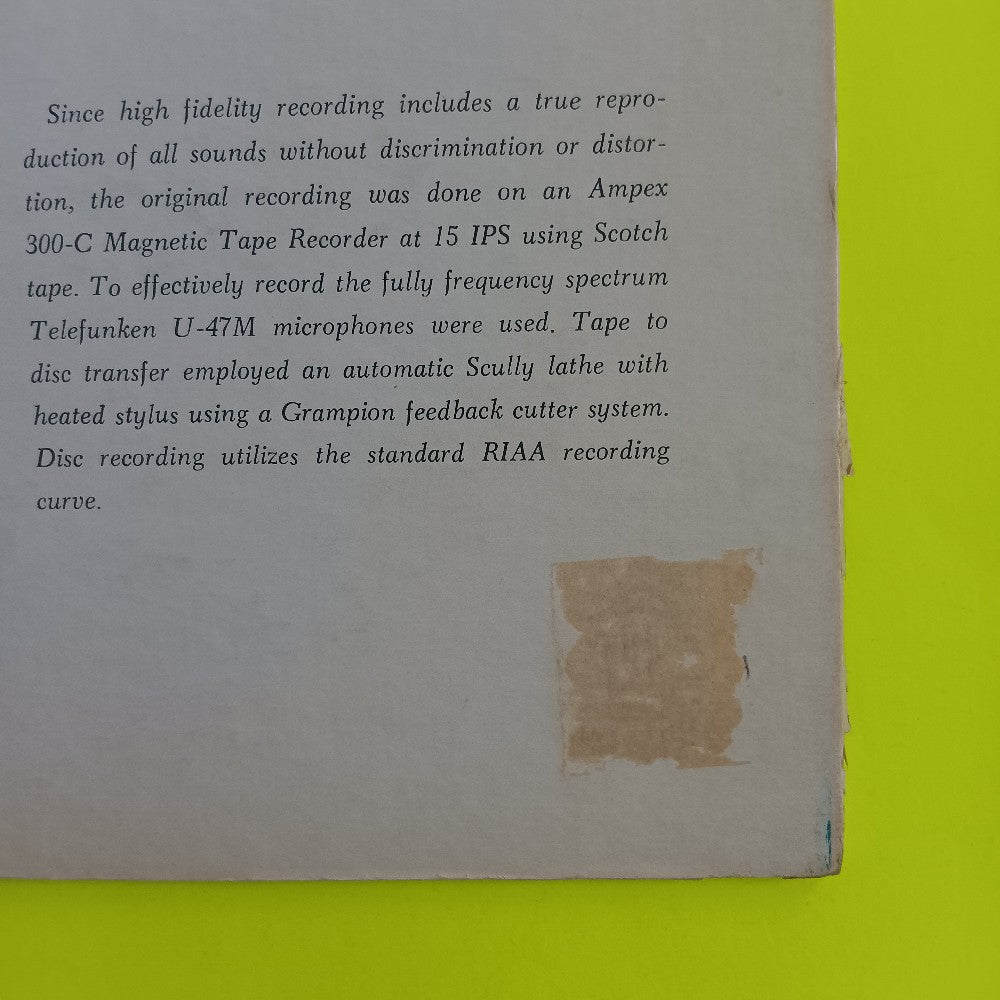 Since high fidelity recording includes a true repro-
duction of all sounds without discrimination or distor-
tion, the original recording was done on an Ampex
300-C Magnetic Tape Recorder at 15 IPS using Scotch
tape. To effectively record the fully frequency spectrum
Telefunken U-47M microphones were used. Tape to
disc transfer employed an automatic Scully lathe with
heated stylus using a Grampion feedback cutter system.
Disc recording utilizes the standard RIAA recording
curve.